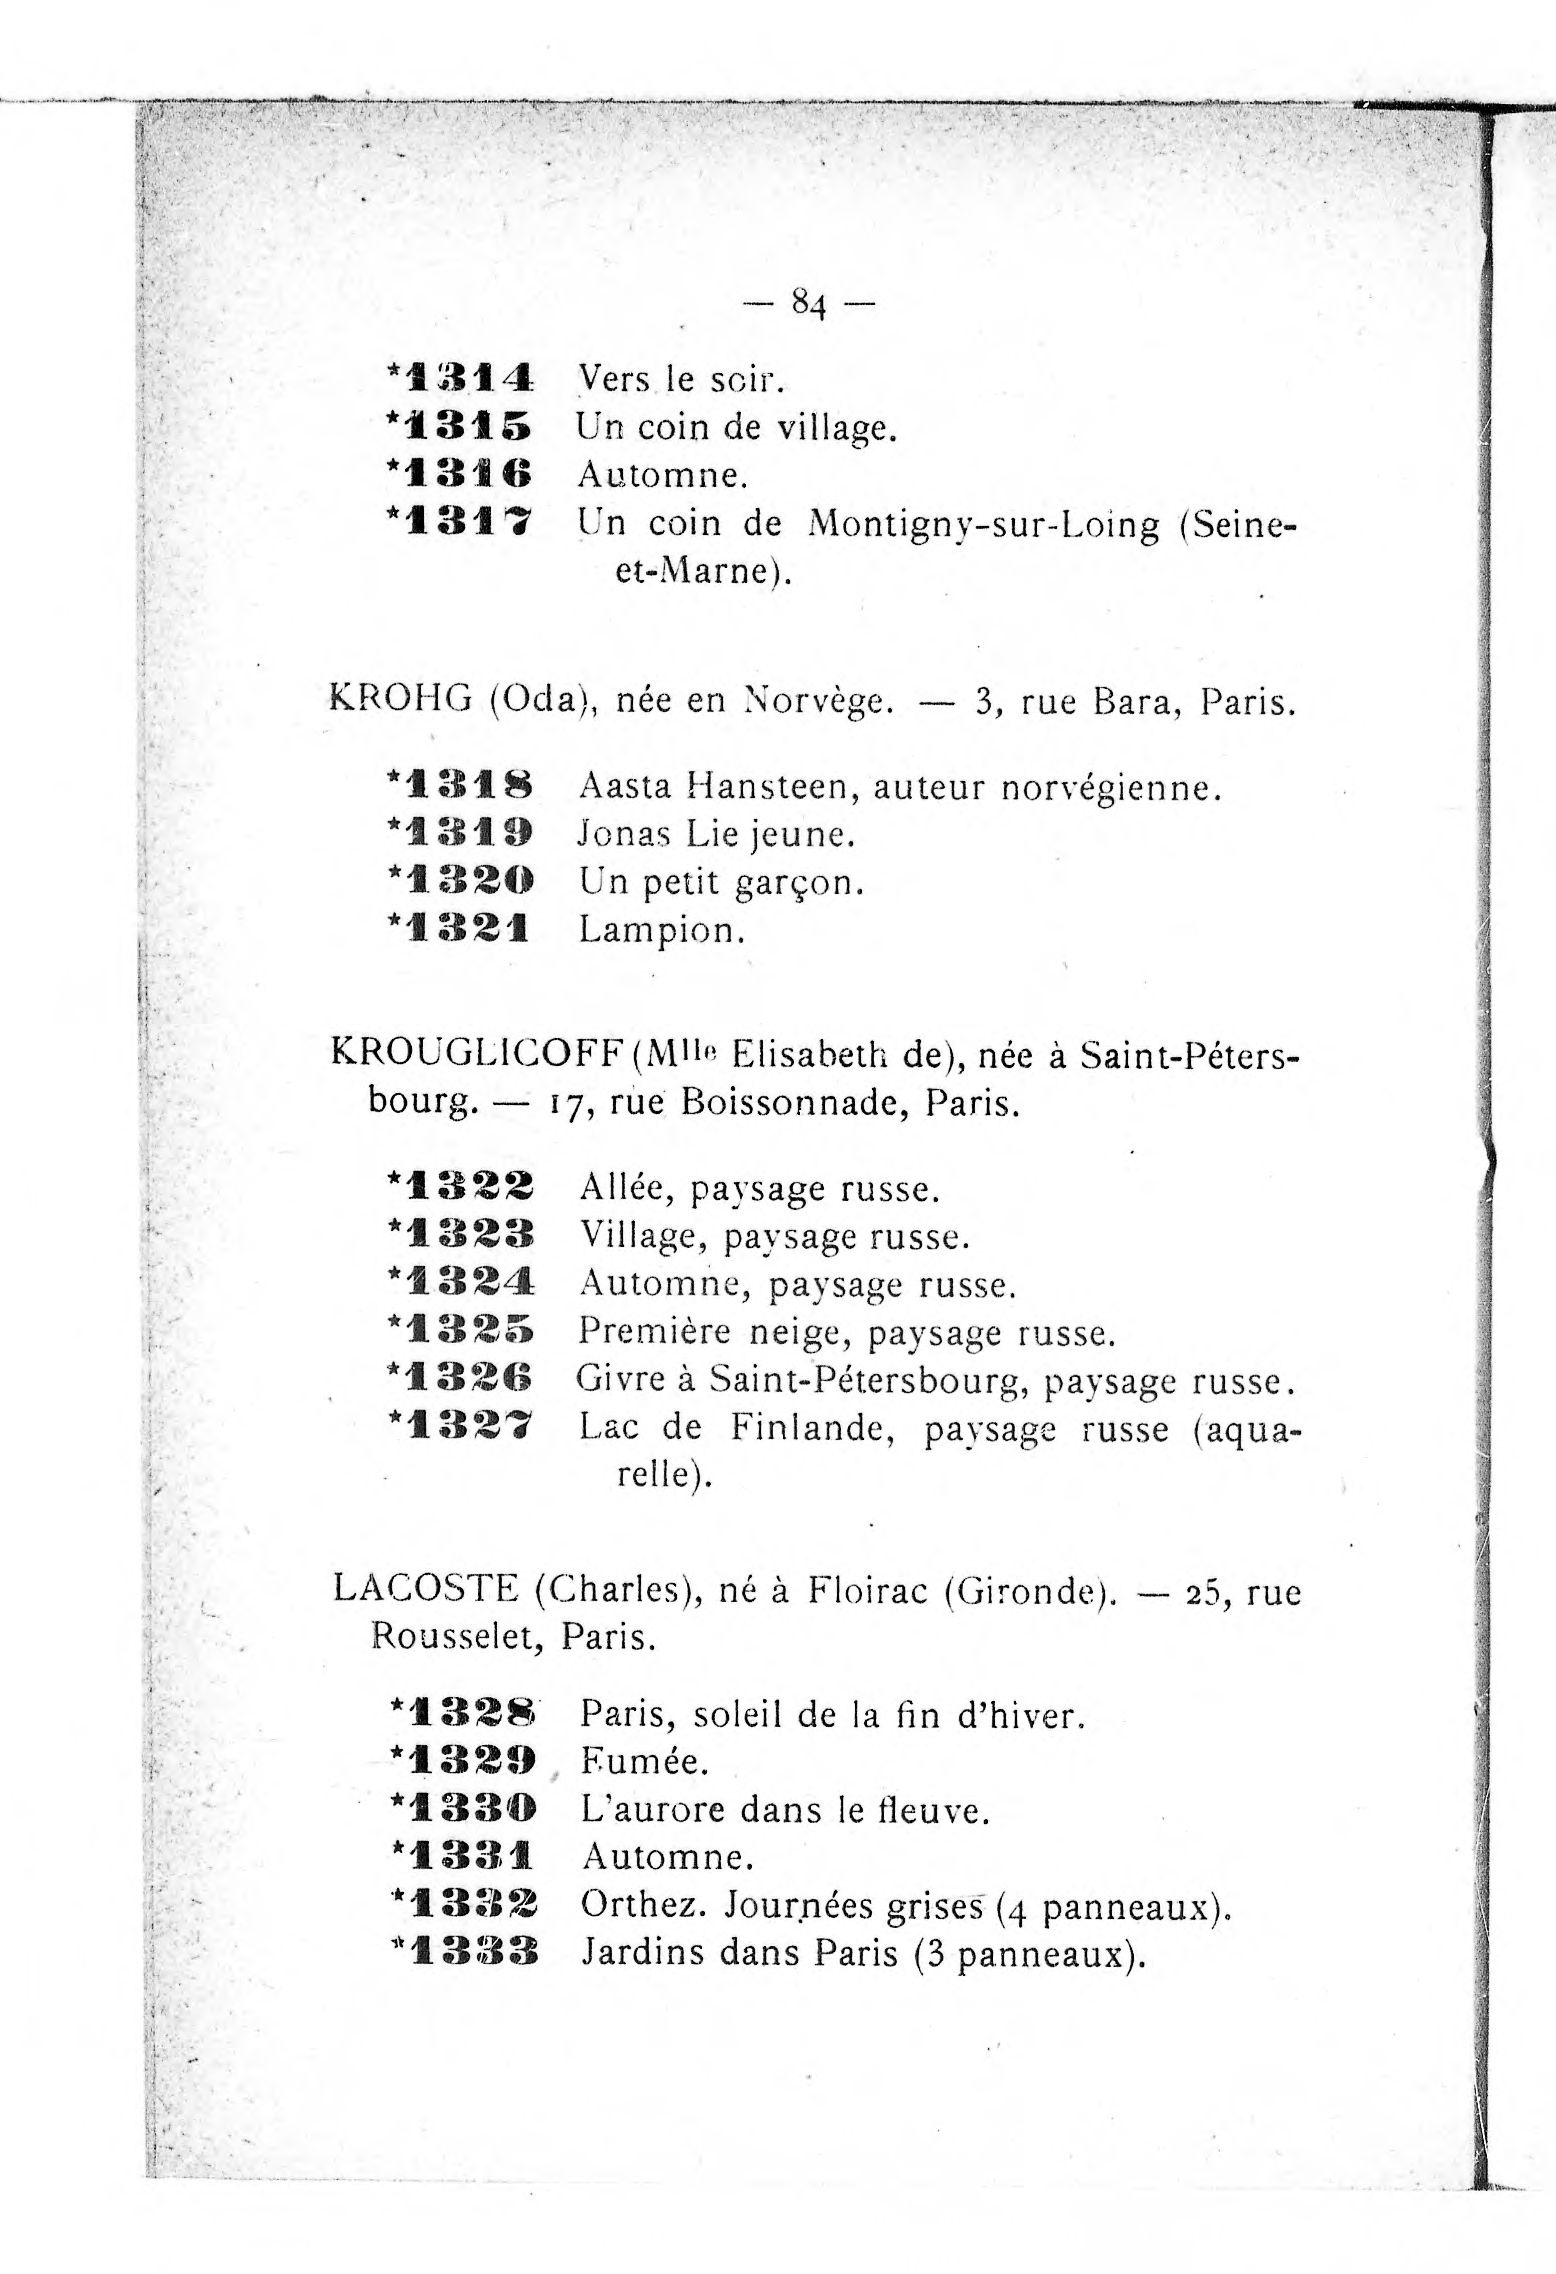 — 84 —
*1314 Vers le soir.
*1315 Un coin de village.
*1316 Automne.
*1317 Un coin de Montigny-sur-Loing (Seine-
et-Marne).
KROHG (Oda), née en Norvège. — 3, rue Bara, Paris.
*1318 Aasta Hansteen, auteur norvégienne.
*1319 Jonas Lie jeune.
*1320 Un petit garçon.
*1321 Lampion.
KROUGLICOFF (Mlle Elisabeth de), née à Saint-Péters-
bourg. — 17, rue Boissonnade, Paris.
*1322 Allée, paysage russe.
*1323 Village, paysage russe.
*1324 Automne, paysage russe.
*1325 Première neige, paysage russe.
*1326 Givre à Saint-Pétersbourg, paysage russe.
*1327 Lac de Finlande, paysage russe (aqua-
relle).
LACOSTE (Charles), né à Floirac (Gironde). — 25, rue
Rousselet, Paris.
*1328 Paris, soleil de la fin d'hiver.
*1329 Fumée.
*1330 L'aurore dans le fleuve.
*1331 Automne.
*1332 Orthez. Journées grises (4 panneaux).
*1333 Jardins dans Paris (3 panneaux).